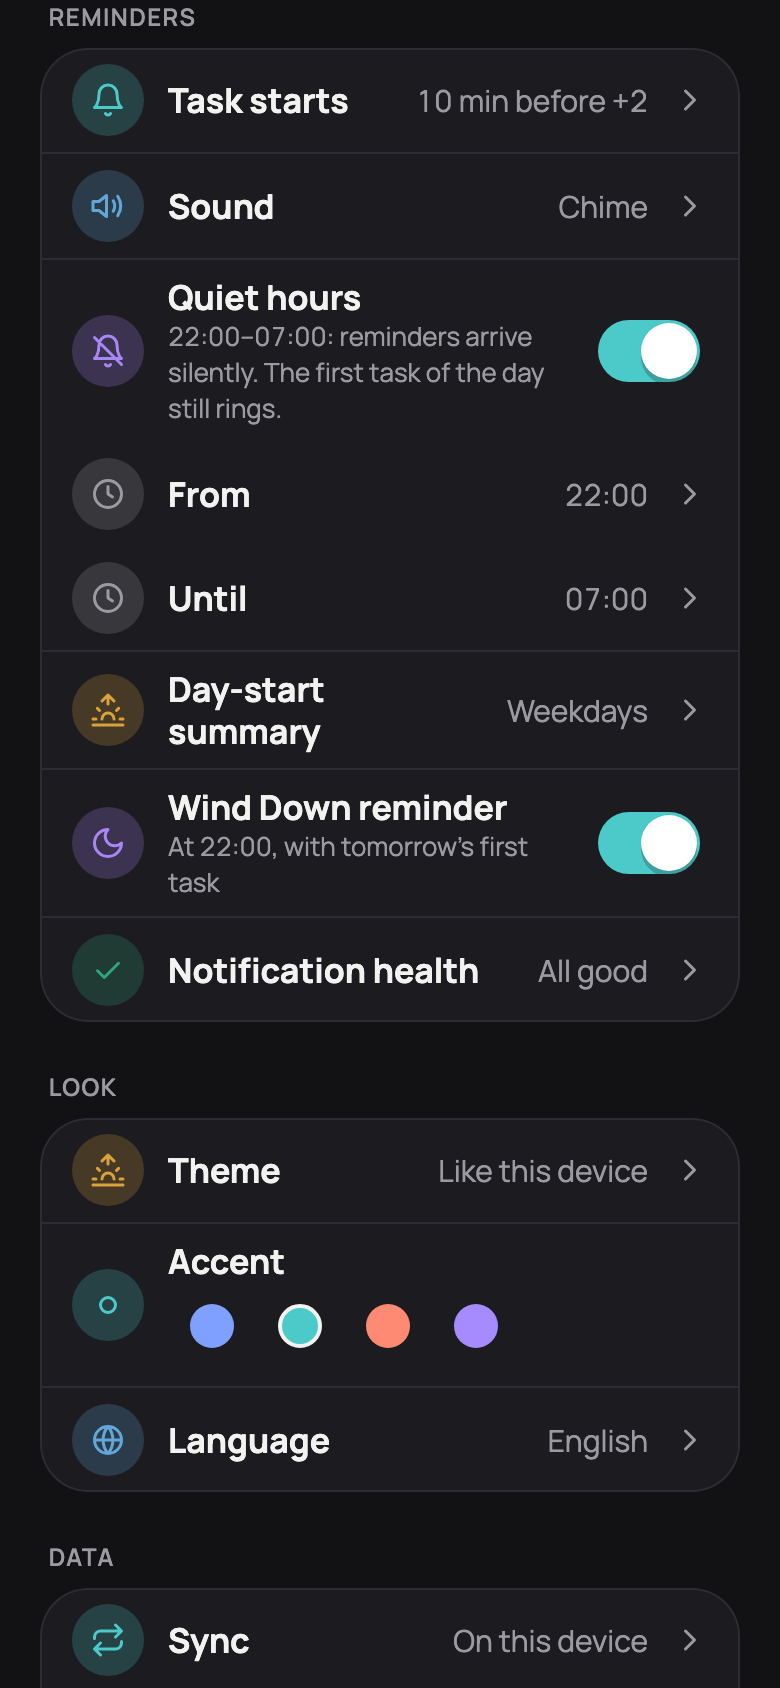 REMINDERS
Task starts
10 min before +2
Sound
Chime
Quiet hours
22:00–07:00: reminders arrive
silently. The first task of the day
still rings.
From
22:00
Until
07:00
Day-start
summary
Weekdays
Wind Down reminder
At 22:00, with tomorrow’s first
task
Notification health
All good
LOOK
Theme
Like this device
Accent
Language
English
DATA
Sync
On this device